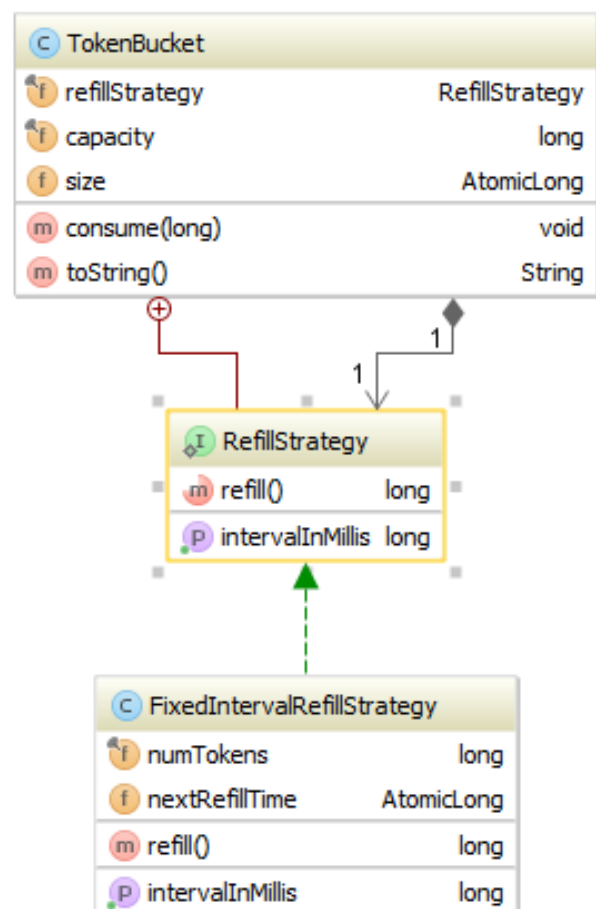 C TokenBucket
f refillStrategy RefillStrategy
f capacity long
f size AtomicLong
m consume(long) void
m toString() String
1
1
I RefillStrategy
m refill() long
P intervalInMillis long
C FixedIntervalRefillStrategy
f numTokens long
f nextRefillTime AtomicLong
m refill() long
P intervalInMillis long